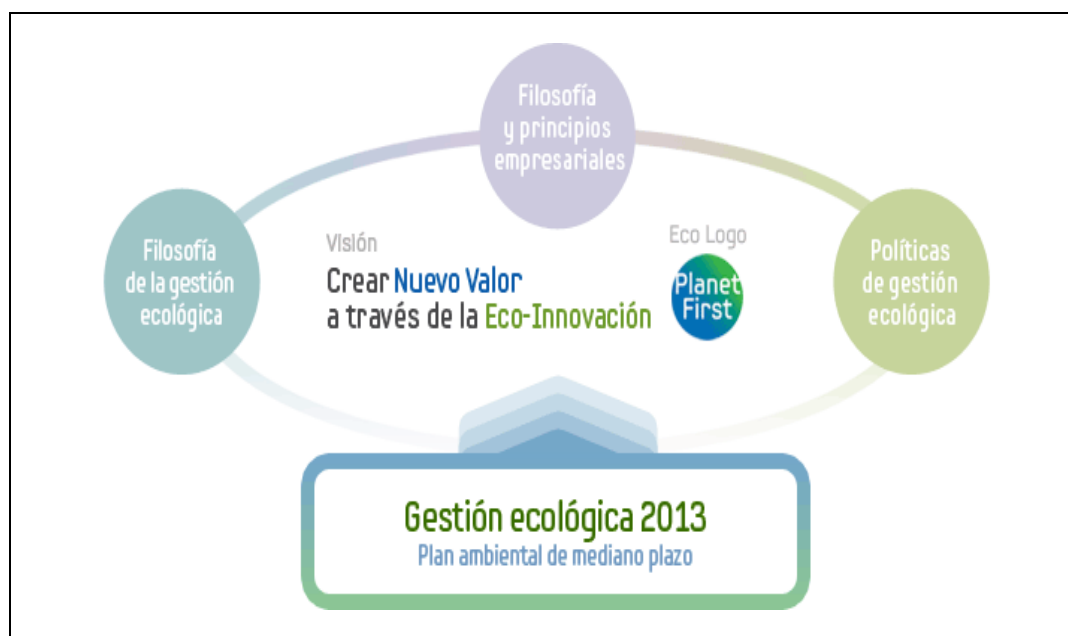 Filosofía
y principios
empresariales
Filosofía
de la gestión
ecológica
Visión
Crear Nuevo Valor
a través de la Eco-Innovación
Eco Logo
Planet
First
Políticas
de gestión
ecológica
Gestión ecológica 2013
Plan ambiental de mediano plazo